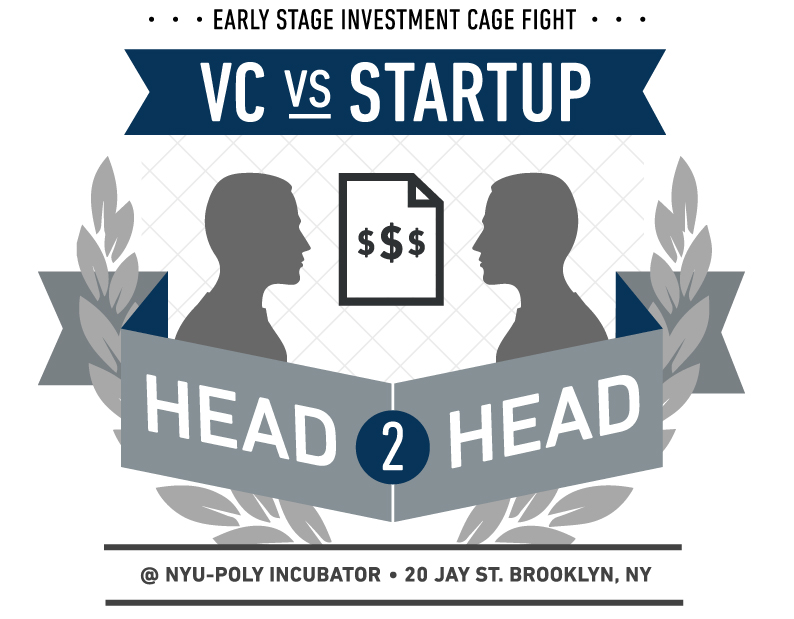 • • • EARLY STAGE INVESTMENT CAGE FIGHT • • •
VC VS STARTUP
$$$
HEAD 2 HEAD
@ NYU-POLY INCUBATOR • 20 JAY ST. BROOKLYN, NY